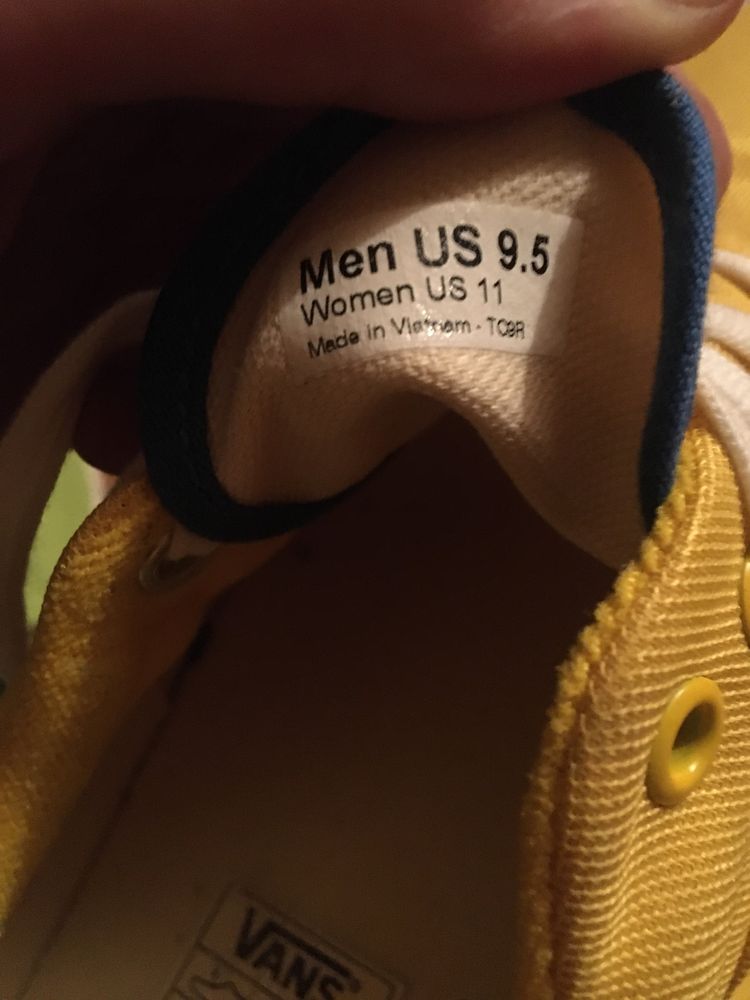 Men US 9.5
Women US 11
Made in Vietnam - TC9R
VANS